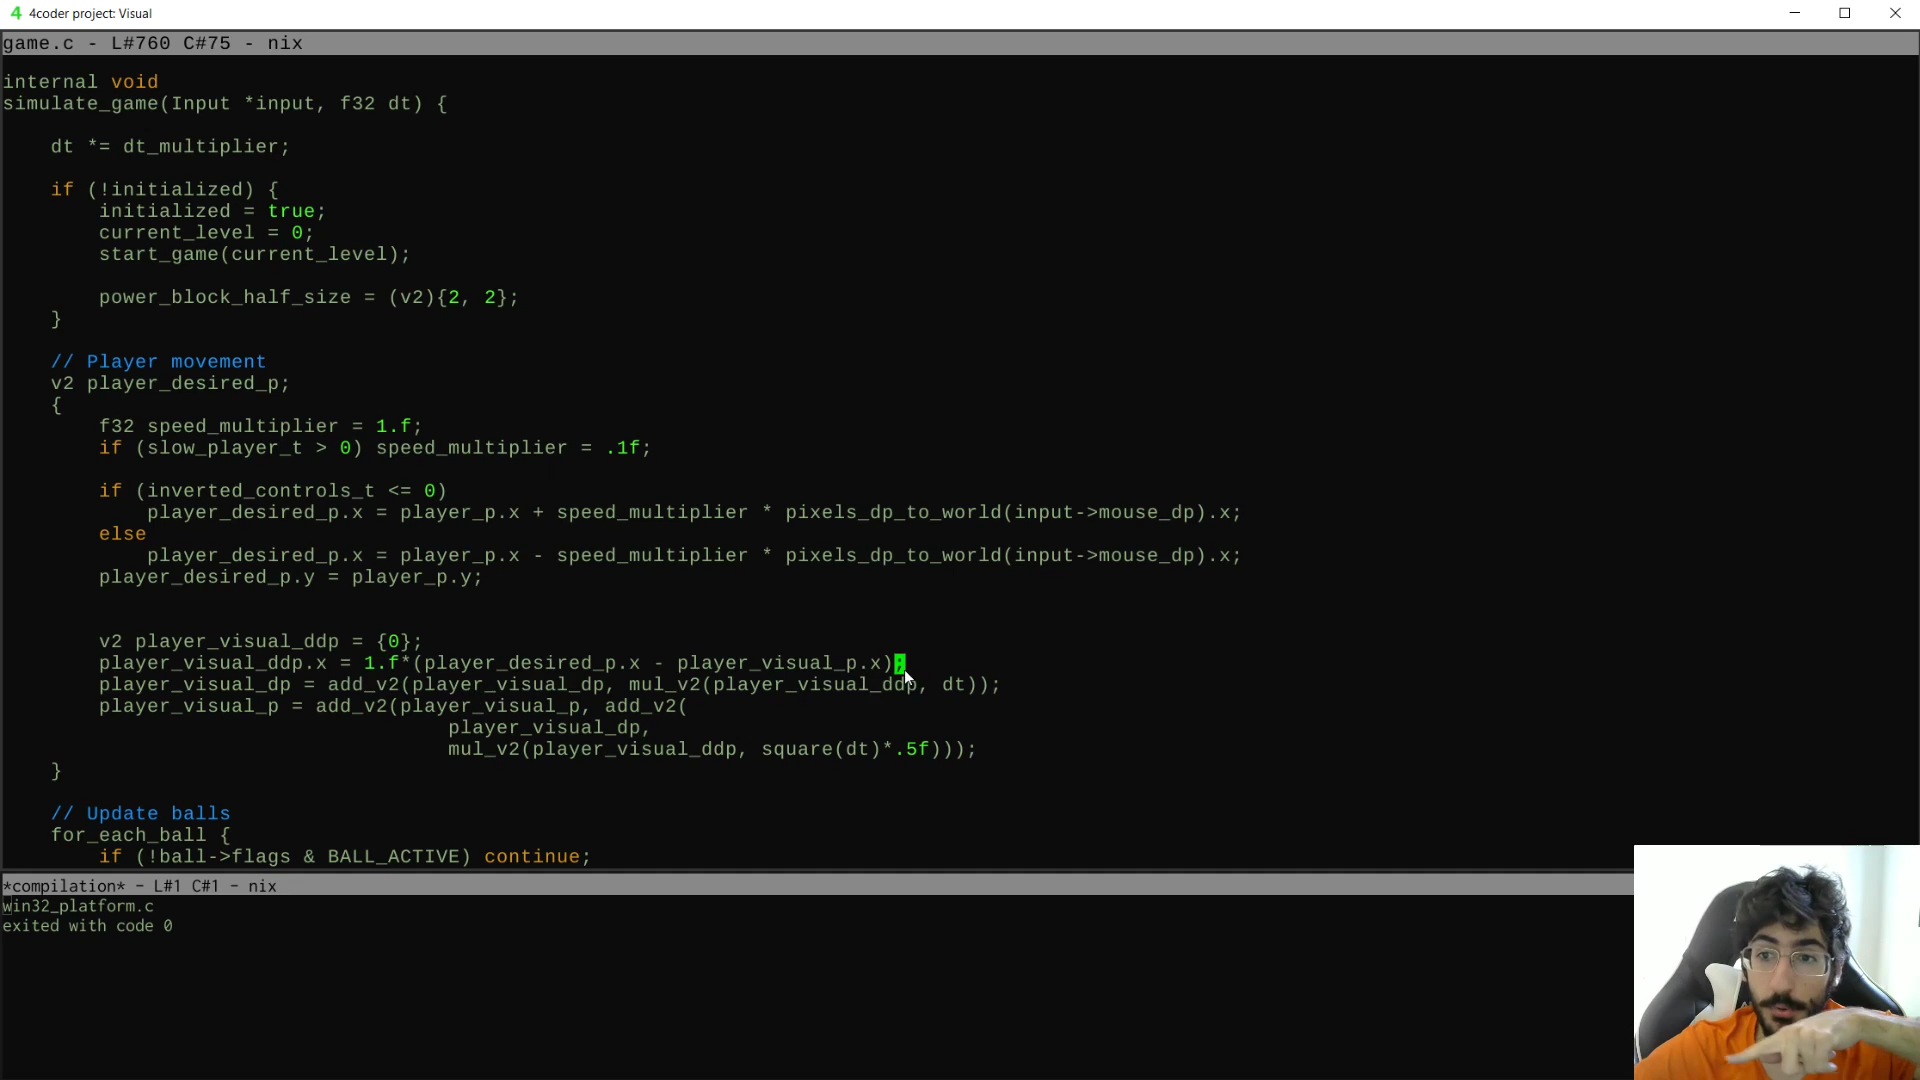 4 4coder project: Visual
game.c - L#760 C#75 - nix
internal void
simulate_game(Input *input, f32 dt) {
dt *= dt_multiplier;
if (!initialized) {
initialized = true;
current_level = 0;
start_game(current_level);
power_block_half_size = (v2){2, 2};
}
// Player movement
v2 player_desired_p;
{
f32 speed_multiplier = 1.f;
if (slow_player_t > 0) speed_multiplier = .1f;
if (inverted_controls_t <= 0)
player_desired_p.x = player_p.x + speed_multiplier * pixels_dp_to_world(input->mouse_dp).x;
else
player_desired_p.x = player_p.x - speed_multiplier * pixels_dp_to_world(input->mouse_dp).x;
player_desired_p.y = player_p.y;
v2 player_visual_ddp = {0};
player_visual_ddp.x = 1.f*(player_desired_p.x - player_visual_p.x);
player_visual_dp = add_v2(player_visual_dp, mul_v2(player_visual_ddp, dt));
player_visual_p = add_v2(player_visual_p, add_v2(
player_visual_dp,
mul_v2(player_visual_ddp, square(dt)*.5f)));
}
// Update balls
for_each_ball {
if (!ball->flags & BALL_ACTIVE) continue;
*compilation* - L#1 C#1 - nix
win32_platform.c
exited with code 0